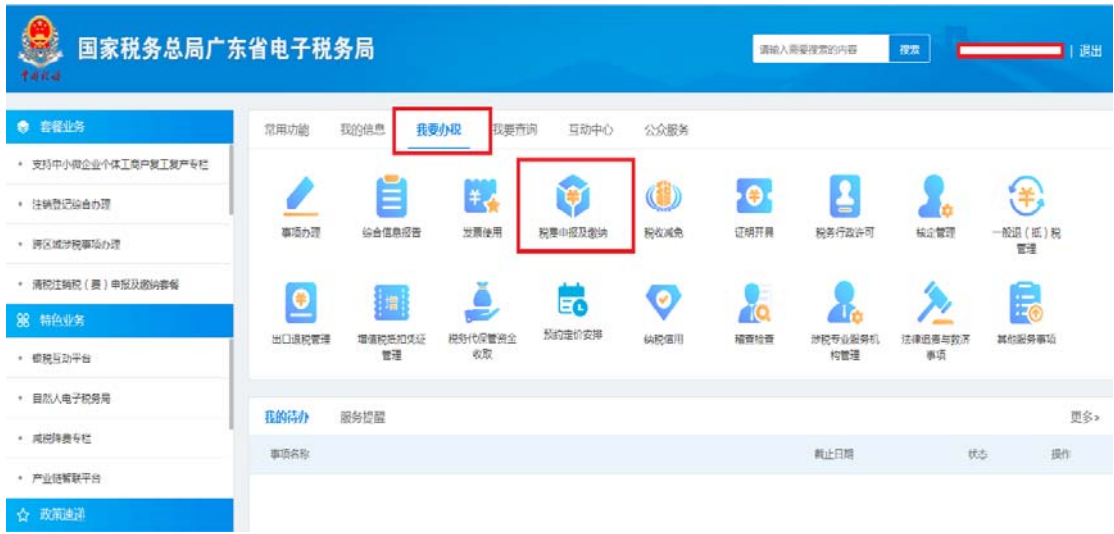 国家税务总局广东省电子税务局
请输入需要搜索的内容
搜索
| 退出
套餐业务
支持中小微企业个体工商户复工复产专栏
注销登记综合办理
跨区域涉税事项办理
清税注销税（费）申报及缴纳套餐
特色业务
银税互动平台
自然人电子税务局
减税降费专栏
产业链智联平台
政策速递
常用功能 我的信息 我要办税 我要查询 互动中心 公众服务
事项办理 综合信息报告 发票使用 税费申报及缴纳 税收减免 证明开具 税务行政许可 核定管理 一般退（抵）税
管理
出口退税管理 增值税抵扣凭证 税务代保管资金 预约定价安排 纳税信用 稽查检查 涉税专业服务机 法律追责与救济 其他服务事项
管理 收取 构管理 事项
我的待办 服务提醒 更多>
事项名称 截止日期 状态 操作